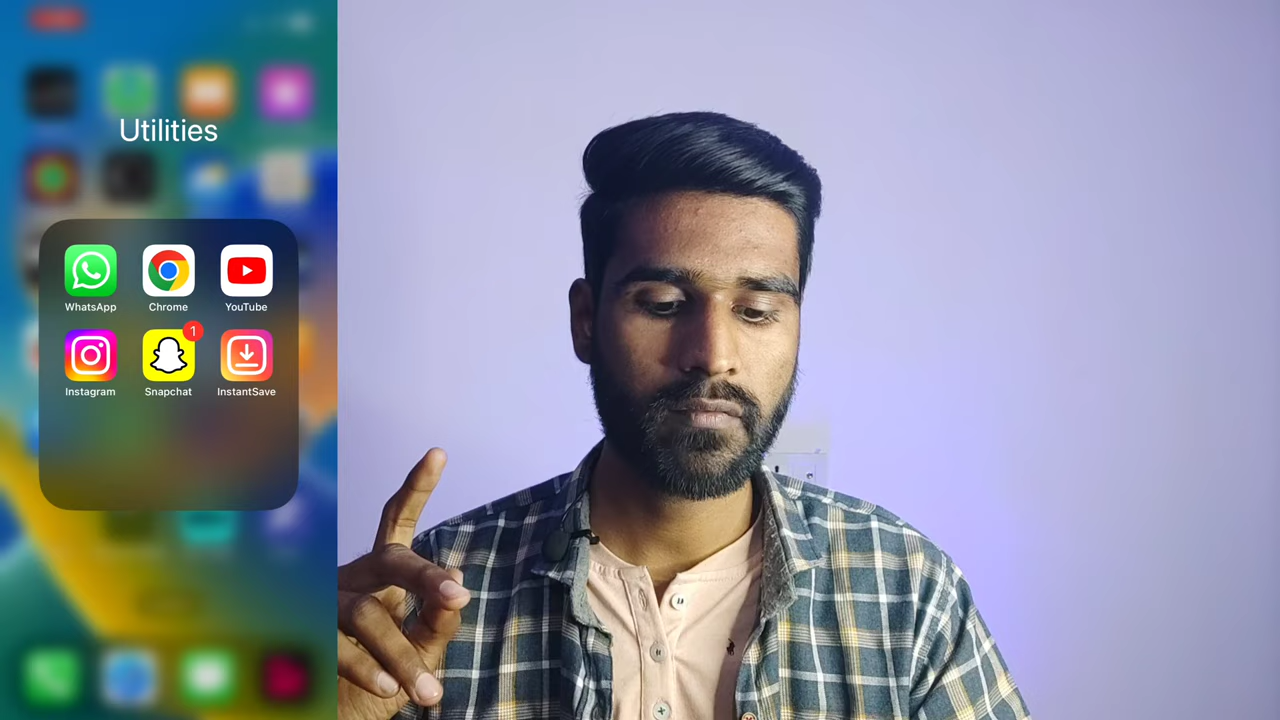 Utilities
WhatsApp
Chrome
YouTube
1
Instagram
Snapchat
InstantSave